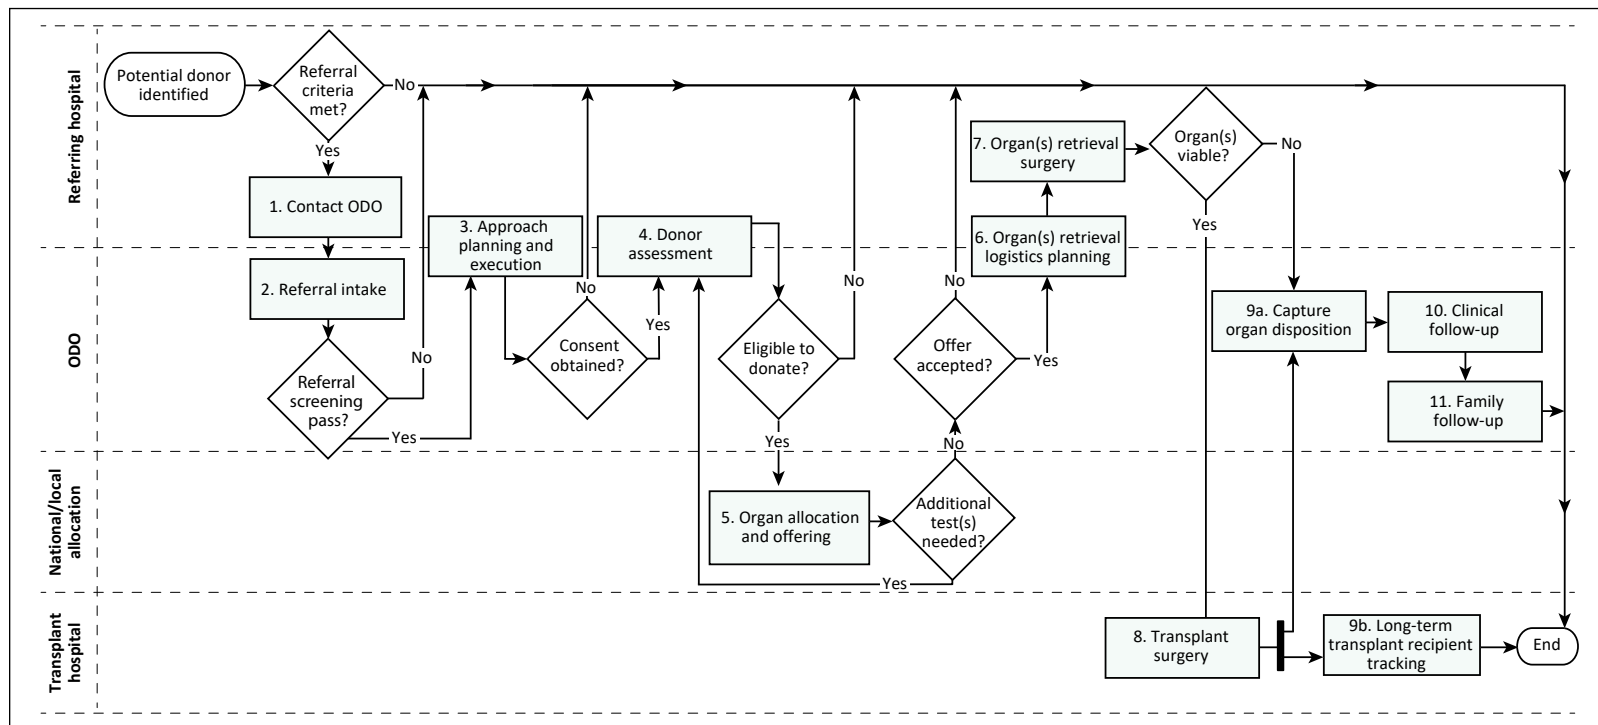 Referring hospital
Potential donor
identified
Referral
criteria
met?
No
Yes
1. Contact ODO
2. Referral intake
Referral
screening
pass?
No
Yes
3. Approach
planning and
execution
Consent
obtained?
No
Yes
4. Donor
assessment
Eligible to
donate?
No
Yes
5. Organ allocation
and offering
Additional
test(s)
needed?
Yes
No
Offer
accepted?
No
Yes
6. Organ(s) retrieval
logistics planning
7. Organ(s) retrieval
surgery
Organ(s)
viable?
No
Yes
8. Transplant
surgery
9a. Capture
organ disposition
9b. Long-term
transplant recipient
tracking
10. Clinical
follow-up
11. Family
follow-up
End
ODO
National/local
allocation
Transplant
hospital